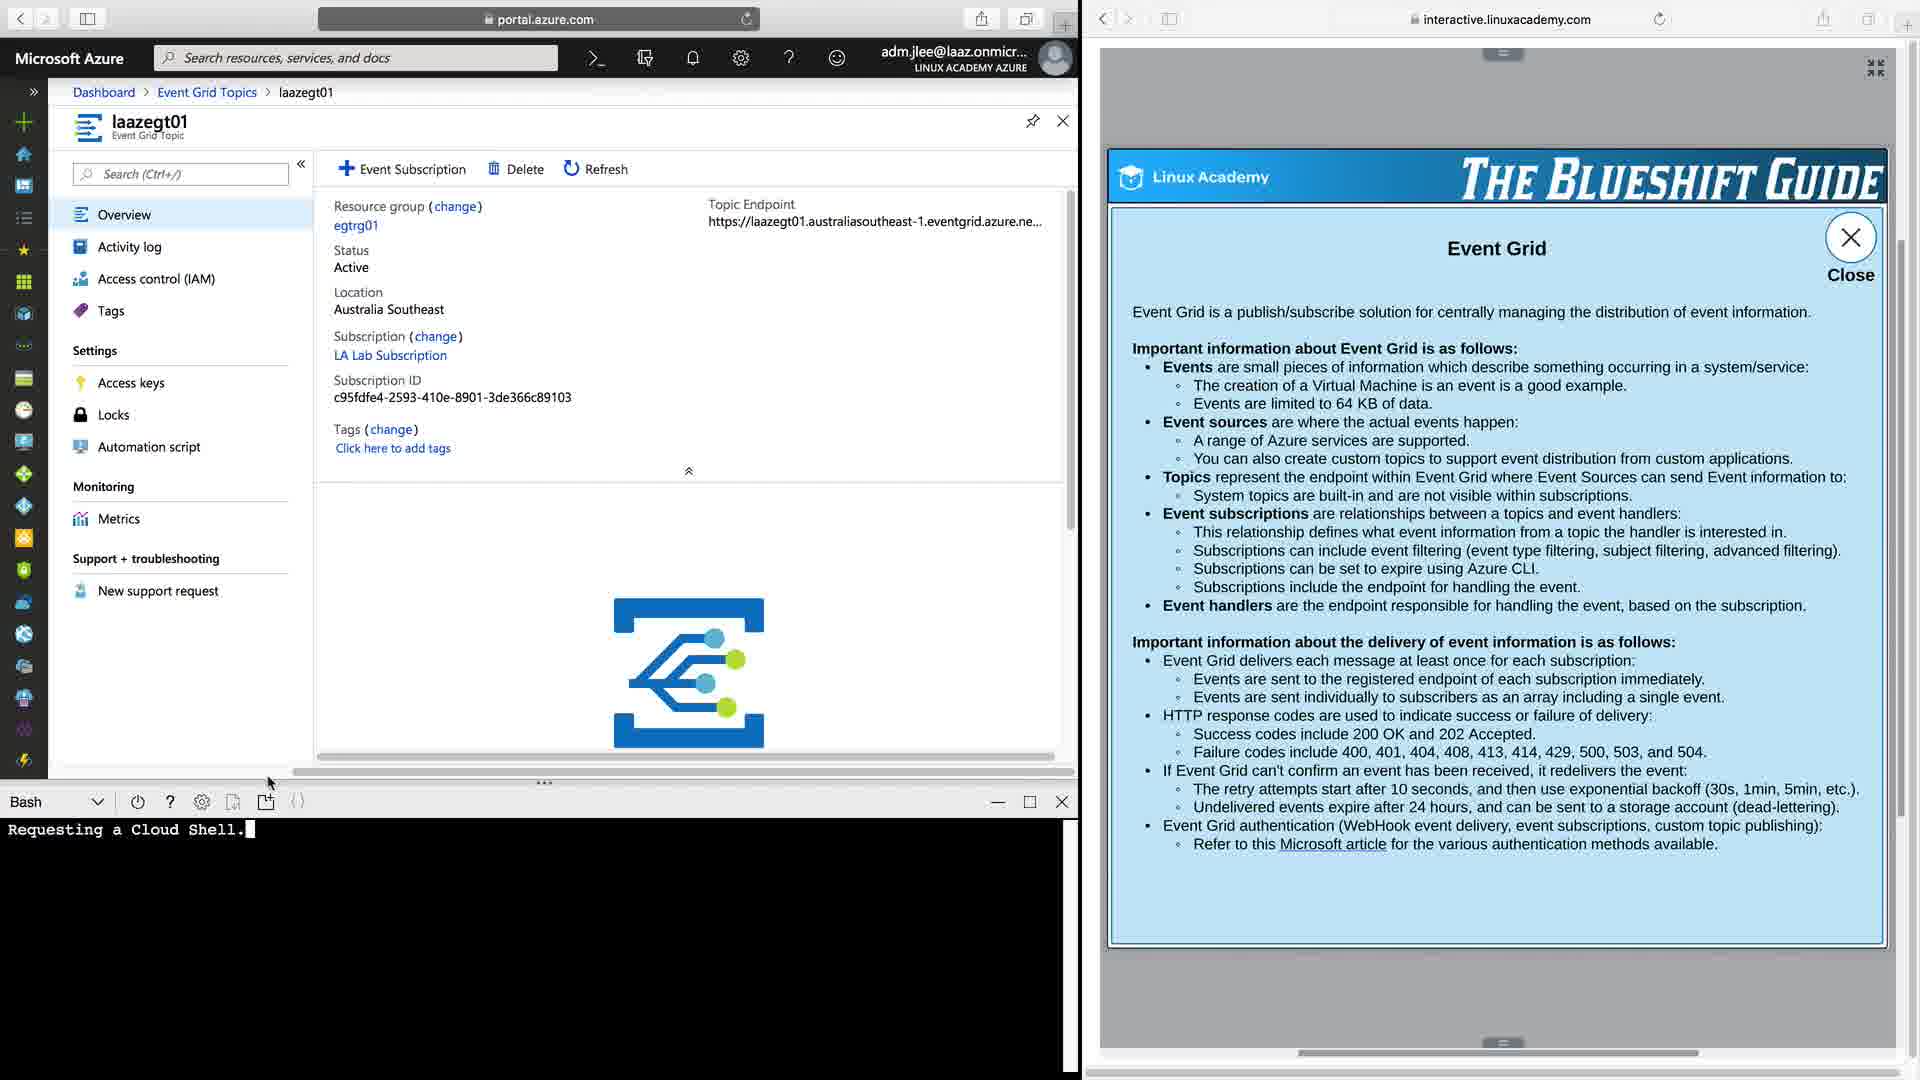 portal.azure.com
Microsoft Azure
Search resources, services, and docs
adm.jlee@laaz.onmicr...
LINUX ACADEMY AZURE
Dashboard > Event Grid Topics > laazegt01
laazegt01
Event Grid Topic
Search (Ctrl+/)
Overview
Activity log
Access control (IAM)
Tags
Settings
Access keys
Locks
Automation script
Monitoring
Metrics
Support + troubleshooting
New support request
Event Subscription
Delete
Refresh
Resource group (change)
egtrg01
Status
Active
Location
Australia Southeast
Subscription (change)
LA Lab Subscription
Subscription ID
c95fdfe4-2593-410e-8901-3de366c89103
Tags (change)
Click here to add tags
Topic Endpoint
https://laazegt01.australiasoutheast-1.eventgrid.azure.ne...
Bash
Requesting a Cloud Shell.
interactive.linuxacademy.com
Linux Academy
THE BLUESHIFT GUIDE
Event Grid
Close
Event Grid is a publish/subscribe solution for centrally managing the distribution of event information.
Important information about Event Grid is as follows:
• Events are small pieces of information which describe something occurring in a system/service:
◦ The creation of a Virtual Machine is an event is a good example.
◦ Events are limited to 64 KB of data.
• Event sources are where the actual events happen:
◦ A range of Azure services are supported.
◦ You can also create custom topics to support event distribution from custom applications.
• Topics represent the endpoint within Event Grid where Event Sources can send Event information to:
◦ System topics are built-in and are not visible within subscriptions.
• Event subscriptions are relationships between a topics and event handlers:
◦ This relationship defines what event information from a topic the handler is interested in.
◦ Subscriptions can include event filtering (event type filtering, subject filtering, advanced filtering).
◦ Subscriptions can be set to expire using Azure CLI.
◦ Subscriptions include the endpoint for handling the event.
• Event handlers are the endpoint responsible for handling the event, based on the subscription.
Important information about the delivery of event information is as follows:
• Event Grid delivers each message at least once for each subscription:
◦ Events are sent to the registered endpoint of each subscription immediately.
◦ Events are sent individually to subscribers as an array including a single event.
• HTTP response codes are used to indicate success or failure of delivery:
◦ Success codes include 200 OK and 202 Accepted.
◦ Failure codes include 400, 401, 404, 408, 413, 414, 429, 500, 503, and 504.
• If Event Grid can't confirm an event has been received, it redelivers the event:
◦ The retry attempts start after 10 seconds, and then use exponential backoff (30s, 1min, 5min, etc.).
◦ Undelivered events expire after 24 hours, and can be sent to a storage account (dead-lettering).
• Event Grid authentication (WebHook event delivery, event subscriptions, custom topic publishing):
◦ Refer to this Microsoft article for the various authentication methods available.